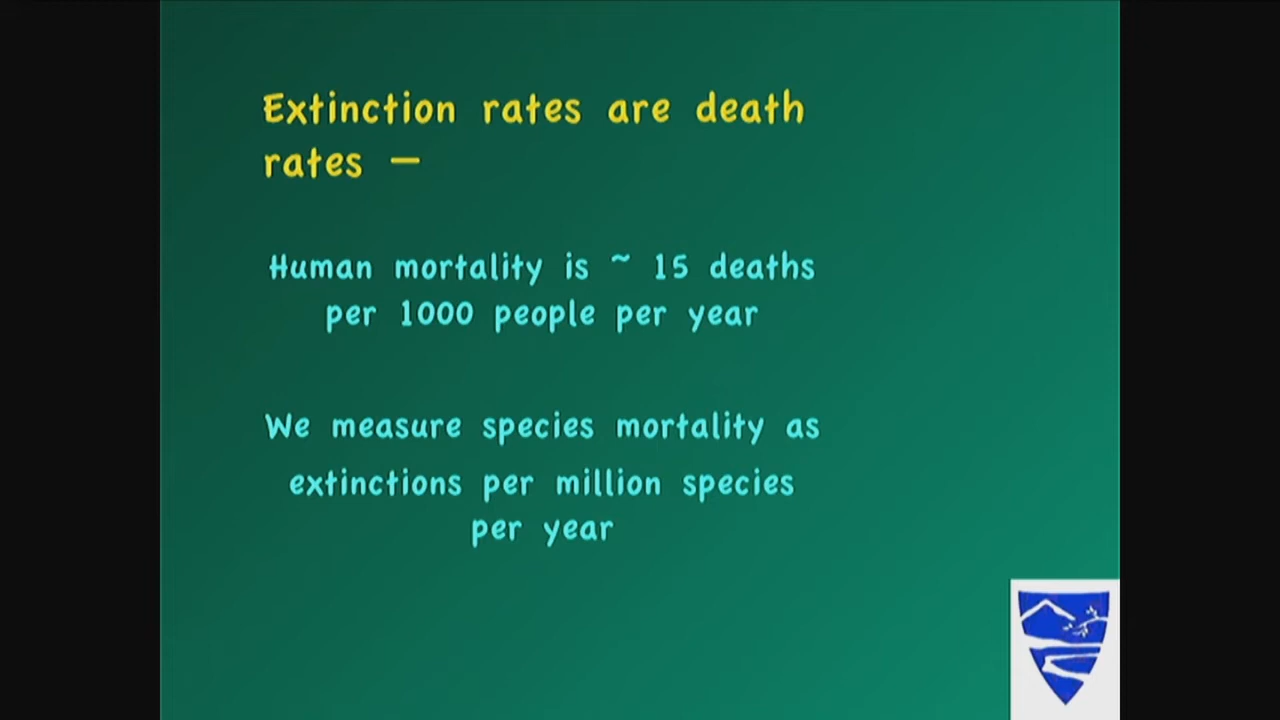 Extinction rates are death
rates —
Human mortality is ~ 15 deaths
per 1000 people per year
We measure species mortality as
extinctions per million species
per year